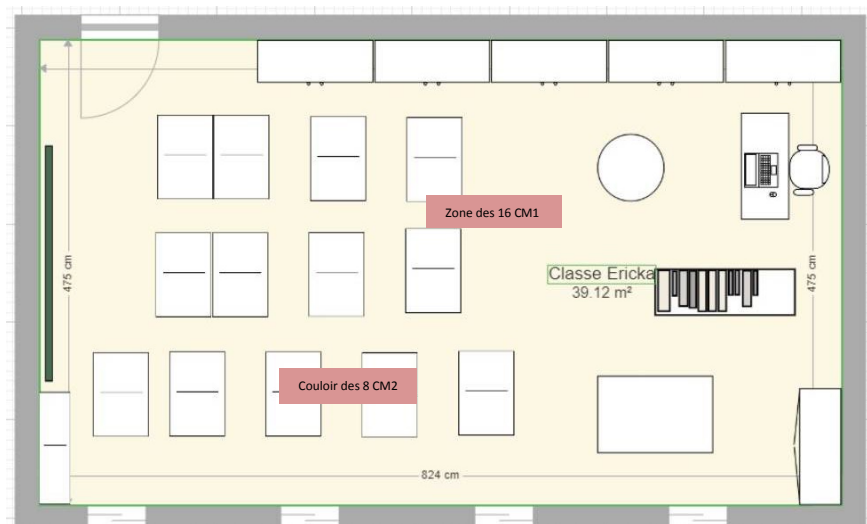 Zone des 16 CM1
475 cm
Classe Ericka
39.12 m²
475 cm
Couloir des 8 CM2
824 cm